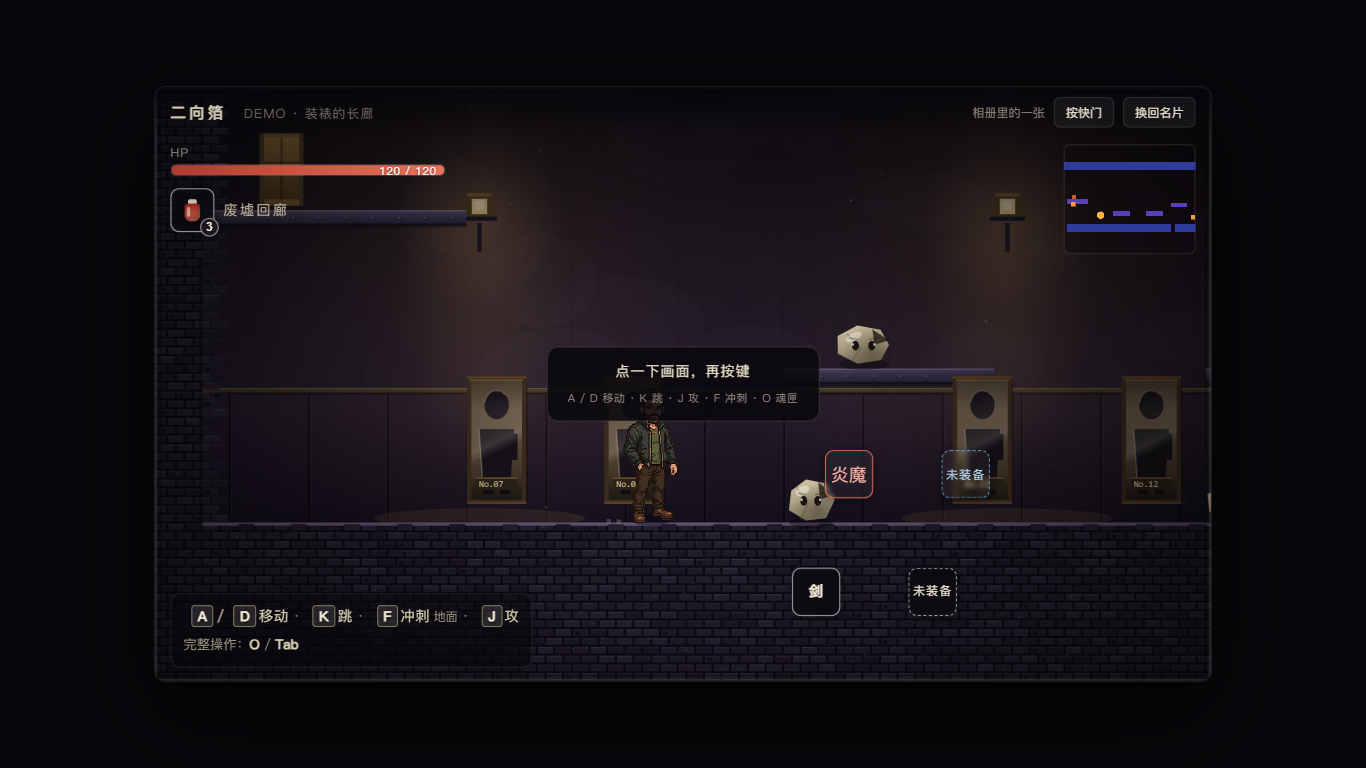 二向箔 DEMO · 装裱的长廊 相册里的一张 按快门 换回名片
HP
120 / 120
废墟回廊
3
点一下画面，再按键
A / D 移动 · K 跳 · J 攻 · F 冲刺 · O 魂匣
炎魔 未装备
No.07 No.0 No.12
剑 未装备
A / D 移动 · K 跳 · F 冲刺 地面 · J 攻
完整操作: O / Tab